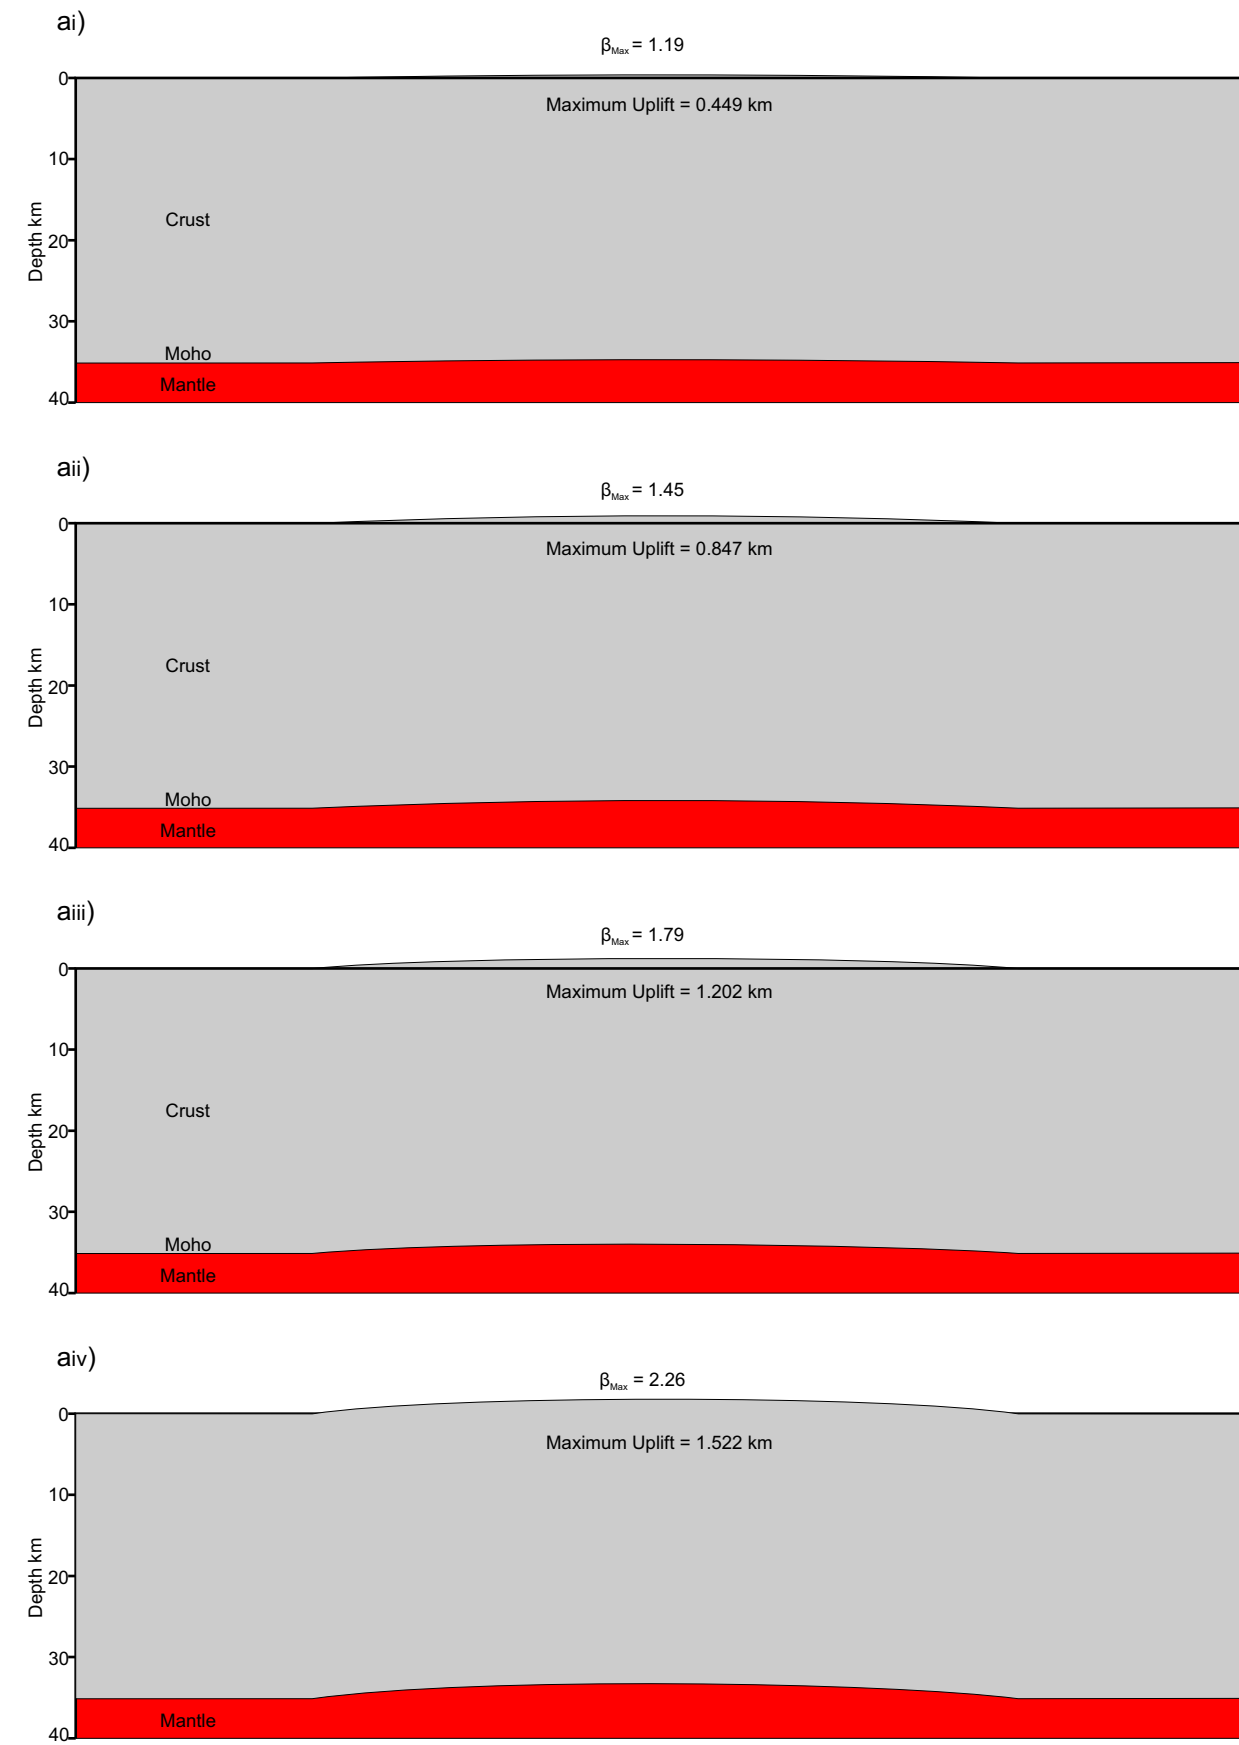 ai)
βMax = 1.19
0
Maximum Uplift = 0.449 km
10
Crust
20
Depth km
30
Moho
Mantle
40
aii)
βMax = 1.45
0
Maximum Uplift = 0.847 km
10
Crust
20
Depth km
30
Moho
Mantle
40
aiii)
βMax = 1.79
0
Maximum Uplift = 1.202 km
10
Crust
20
Depth km
30
Moho
Mantle
40
aiv)
βMax = 2.26
0
Maximum Uplift = 1.522 km
10
20
Depth km
30
Mantle
40